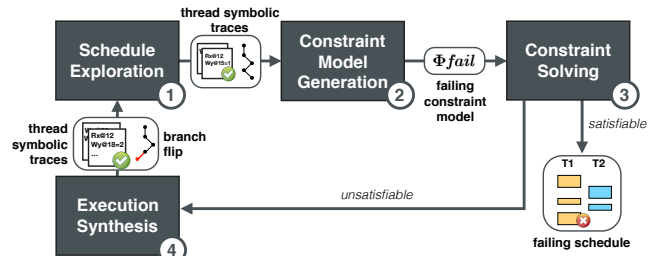 thread symbolic
traces
Schedule
Exploration
1
Rx@12
Wy@15=1
Constraint
Model
Generation
2
Φfail
failing
constraint
model
Constraint
Solving
3
satisfiable
T1 T2
failing schedule
thread
symbolic
traces
Rx@12
Wy@18=2
...
branch
flip
unsatisfiable
Execution
Synthesis
4